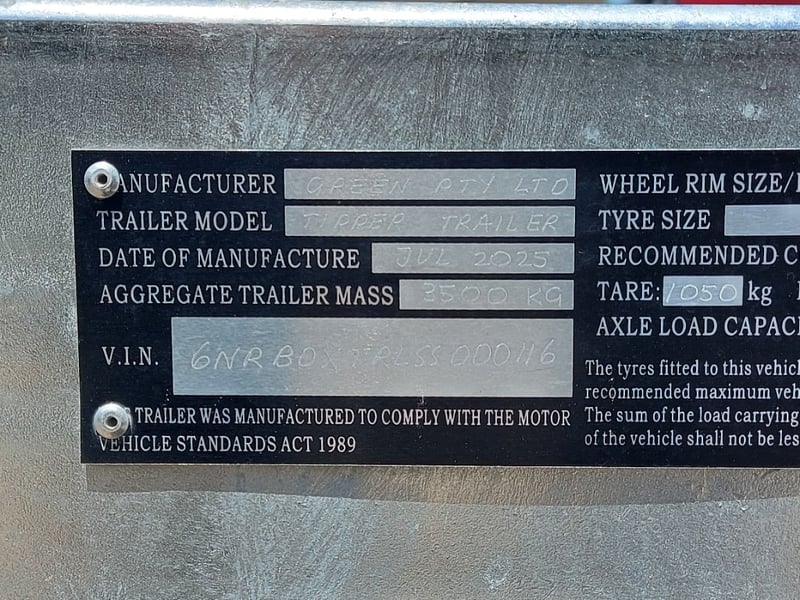 MANUFACTURER GREEN PTY LTD
TRAILER MODEL TIPPER TRAILER
DATE OF MANUFACTURE JUL 2025
AGGREGATE TRAILER MASS 3500 KG
V.I.N. 6NRBOXTRLSS000116
TRAILER WAS MANUFACTURED TO COMPLY WITH THE MOTOR
VEHICLE STANDARDS ACT 1989
WHEEL RIM SIZE/
TYRE SIZE
RECOMMENDED C
TARE: 1050 kg
AXLE LOAD CAPAC
The tyres fitted to this vehic
recommended maximum veh
The sum of the load carrying
of the vehicle shall not be les